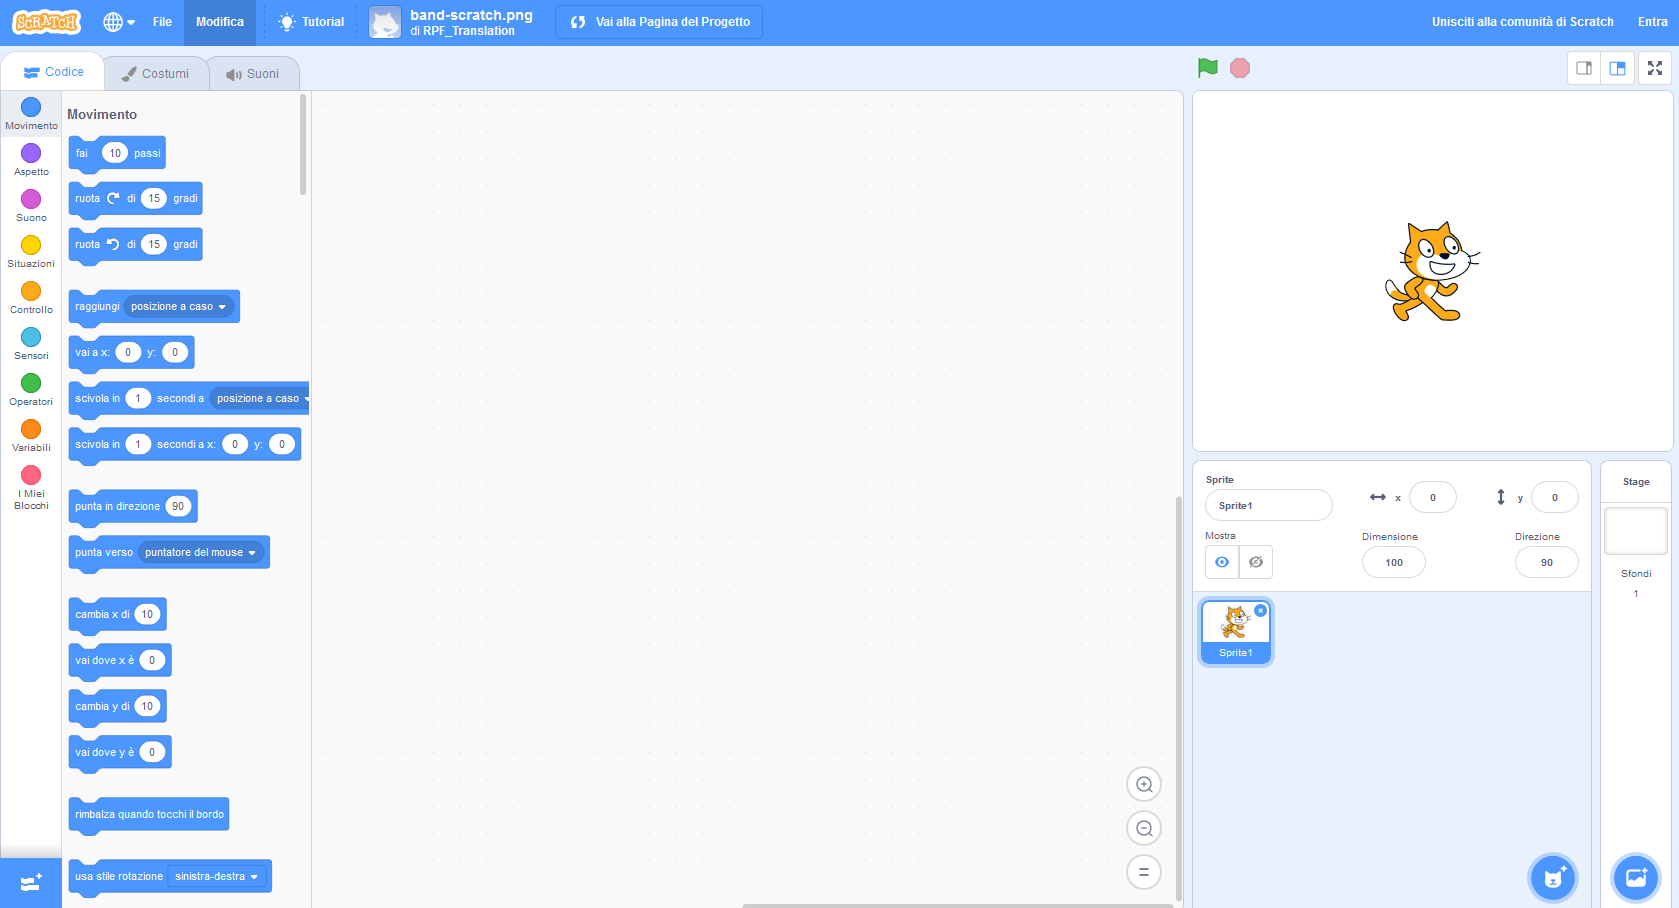 SCRATCH File Modifica Tutorial band-scratch.png Vai alla Pagina del Progetto Unisciti alla comunità di Scratch Entra
di RPF_Translation
Codice Costumi Suoni
Movimento
Aspetto
Suono
Situazioni
Controllo
Sensori
Operatori
Variabili
I Miei
Blocchi
Movimento
fai 10 passi
ruota di 15 gradi
ruota di 15 gradi
raggiungi posizione a caso
vai a x: 0 y: 0
scivola in 1 secondi a posizione a caso
scivola in 1 secondi a x: 0 y: 0
punta in direzione 90
punta verso puntatore del mouse
cambia x di 10
vai dove x è 0
cambia y di 10
vai dove y è 0
rimbalza quando tocchi il bordo
usa stile rotazione sinistra-destra
Sprite
Sprite1 x 0 y 0
Mostra Dimensione Direzione
100 90
Sprite1
Stage
Sfondi
1